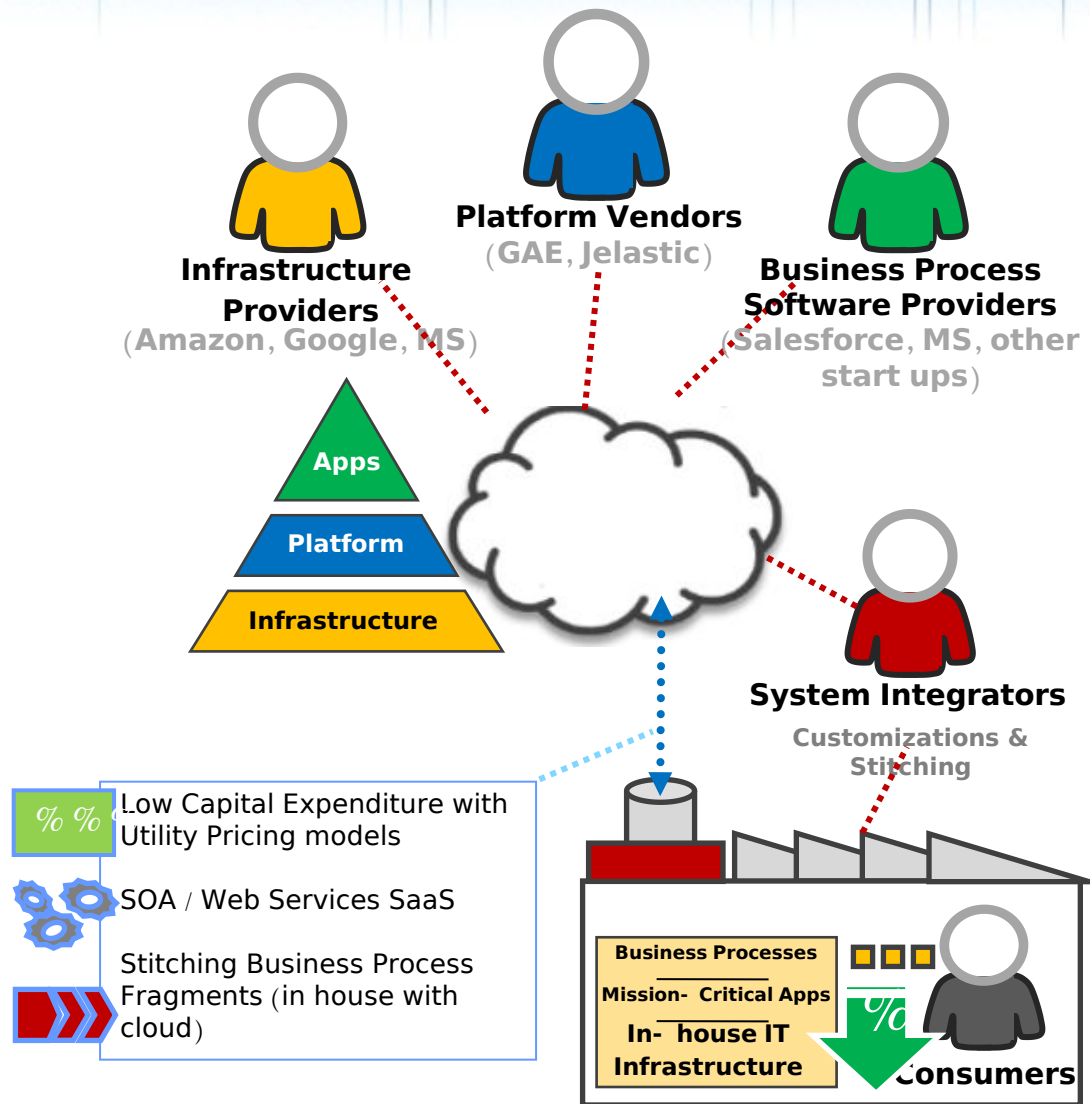 Platform Vendors
(GAE, Jelastic)
Infrastructure
Providers
(Amazon, Google, MS)
Business Process
Software Providers
(Salesforce, MS, other
start ups)
Apps
Platform
Infrastructure
System Integrators
Customizations &
Stitching
% % %
Low Capital Expenditure with
Utility Pricing models
SOA / Web Services SaaS
Stitching Business Process
Fragments (in house with
cloud)
Business Processes
Mission- Critical Apps
In- house IT
Infrastructure
%
Consumers